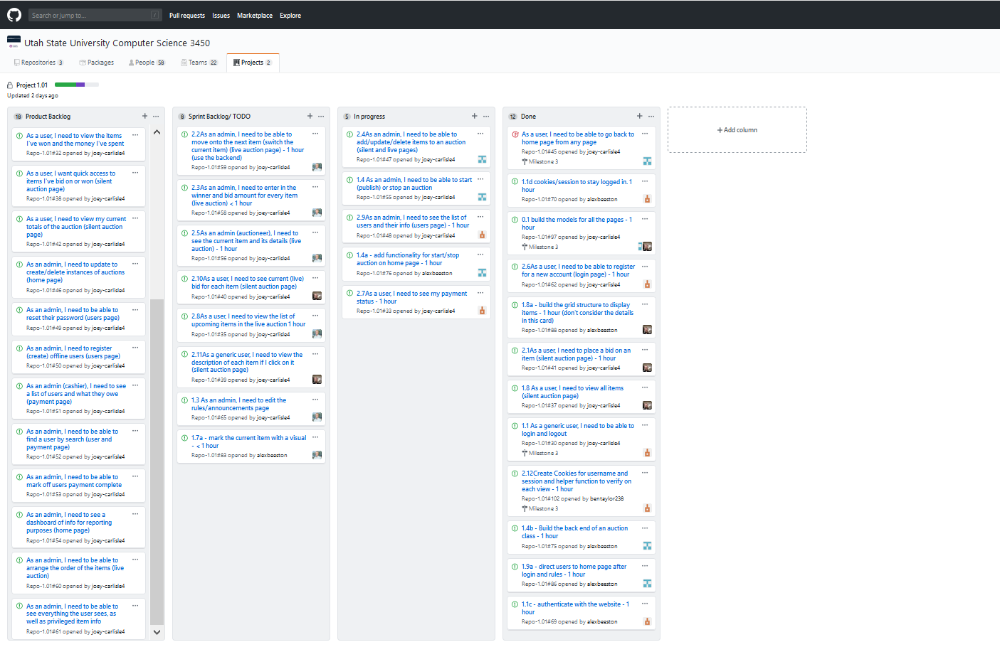 Search or jump to...
/
Pull requests
Issues
Marketplace
Explore
Utah State University Computer Science 3450
Repositories 3
Packages
People 58
Teams 22
Projects 2
Project 1.01
Updated 2 days ago
18 Product Backlog
As a user, I need to view the items
I've won and the money I've spent
Repo-1.01#32 opened by joey-carlisle4
As a user, I want quick access to
items I've bid on or won (silent
auction page)
Repo-1.01#38 opened by joey-carlisle4
As a user, I need to view my current
totals of the auction (silent auction
page)
Repo-1.01#42 opened by joey-carlisle4
As an admin, I need to update to
create/delete instances of auctions
(home page)
Repo-1.01#46 opened by joey-carlisle4
As an admin, I need to be able to
reset their password (users page)
Repo-1.01#49 opened by joey-carlisle4
As an admin, I need to register
(create) offline users (users page)
Repo-1.01#50 opened by joey-carlisle4
As an admin (cashier), I need to see
a list of users and what they owe
(payment page)
Repo-1.01#51 opened by joey-carlisle4
As an admin, I need to be able to
find a user by search (user and
payment page)
Repo-1.01#52 opened by joey-carlisle4
As an admin, I need to be able to
mark off users payment complete
Repo-1.01#53 opened by joey-carlisle4
As an admin, I need to see a
dashboard of info for reporting
purposes (home page)
Repo-1.01#54 opened by joey-carlisle4
As an admin, I need to be able to
arrange the order of the items (live
auction)
Repo-1.01#60 opened by joey-carlisle4
As an admin, I need to be able to
see everything the user sees, as
well as privileged item info
Repo-1.01#61 opened by joey-carlisle4
8 Sprint Backlog/ TODO
2.2As an admin, I need to be able to
move onto the next item (switch the
current item) (live auction page) - 1 hour
(use the backend)
Repo-1.01#59 opened by joey-carlisle4
2.3As an admin, I need to enter in the
winner and bid amount for every item
(live auction) < 1 hour
Repo-1.01#58 opened by joey-carlisle4
2.5As an admin (auctioneer), I need to
see the current item and its details (live
auction) - 1 hour
Repo-1.01#56 opened by joey-carlisle4
2.10As a user, I need to see current (live)
bid for each item (silent auction page)
Repo-1.01#40 opened by joey-carlisle4
2.8As a user, I need to view the list of
upcoming items in the live auction 1 hour
Repo-1.01#35 opened by joey-carlisle4
2.11As a generic user, I need to view the
description of each item if I click on it
(silent auction page)
Repo-1.01#39 opened by joey-carlisle4
1.3 As an admin, I need to edit the
rules/announcements page
Repo-1.01#65 opened by joey-carlisle4
1.7a - mark the current item with a visual
- < 1 hour
Repo-1.01#83 opened by alexbeeston
5 In progress
2.4As an admin, I need to be able to
add/update/delete items to an auction
(silent and live pages)
Repo-1.01#47 opened by joey-carlisle4
1.4 As an admin, I need to be able to start
(publish) or stop an auction
Repo-1.01#55 opened by joey-carlisle4
2.9As an admin, I need to see the list of
users and their info (users page) - 1 hour
Repo-1.01#48 opened by joey-carlisle4
1.4a - add functionality for start/stop
auction on home page - 1 hour
Repo-1.01#76 opened by alexbeeston
2.7As a user, I need to see my payment
status - 1 hour
Repo-1.01#33 opened by joey-carlisle4
12 Done
As a user, I need to be able to go back to
home page from any page
Repo-1.01#45 opened by joey-carlisle4
Milestone 3
1.1d cookies/session to stay logged in. 1
hour
Repo-1.01#70 opened by alexbeeston
0.1 build the models for all the pages - 1
hour
Repo-1.01#97 opened by joey-carlisle4
Milestone 3
2.6As a user, I need to be able to register
for a new account (login page) - 1 hour
Repo-1.01#62 opened by joey-carlisle4
1.8a - build the grid structure to display
items - 1 hour (don't consider the details
in this card)
Repo-1.01#88 opened by alexbeeston
2.1As a user, I need to place a bid on an
item (silent auction page) - 1 hour
Repo-1.01#41 opened by joey-carlisle4
1.8 As a user, I need to view all items
(silent auction page)
Repo-1.01#37 opened by joey-carlisle4
1.1 As a generic user, I need to be able to
login and logout
Repo-1.01#30 opened by joey-carlisle4
Milestone 3
2.12Create Cookies for username and
session and helper function to verify on
each view - 1 hour
Repo-1.01#102 opened by bentaylor238
Milestone 3
1.4b - Build the back end of an auction
class - 1 hour
Repo-1.01#75 opened by alexbeeston
1.9a - direct users to home page after
login and rules - 1 hour
Repo-1.01#86 opened by alexbeeston
1.1c - authenticate with the website - 1
hour
Repo-1.01#69 opened by alexbeeston
+ Add column